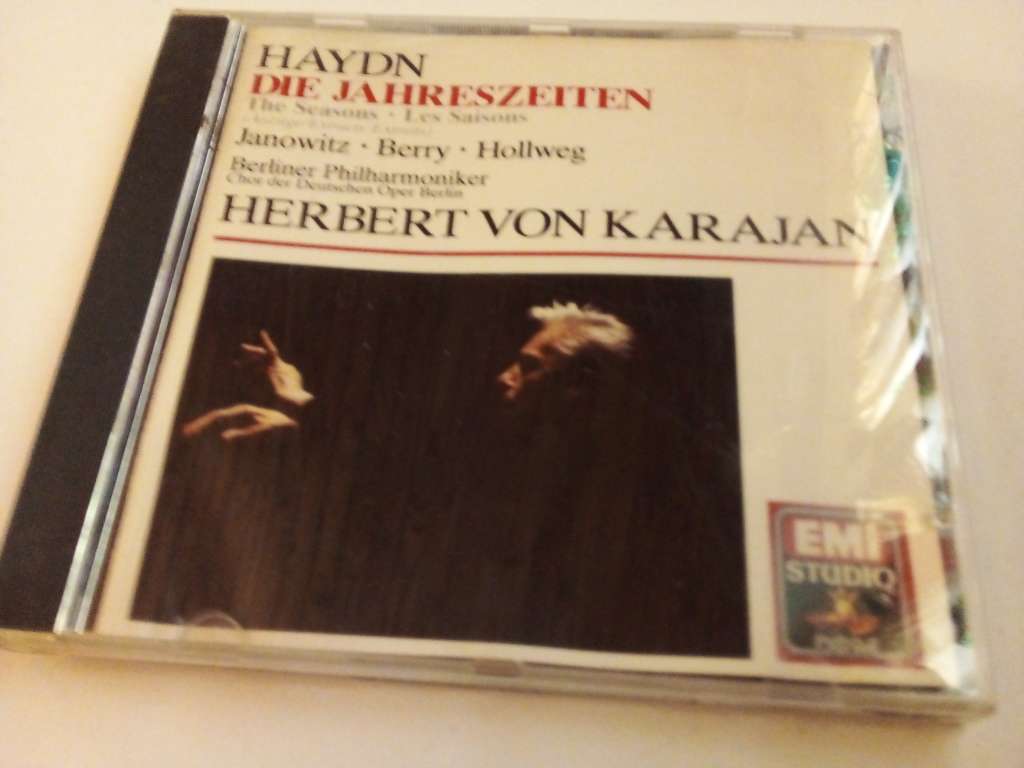 HAYDN
DIE JAHRESZEITEN
The Seasons · Les Saisons
Janowitz · Berry · Hollweg
Berliner Philharmoniker
Chor der Deutschen Oper Berlin
HERBERT VON KARAJAN
EMI
STUDIO
DRM